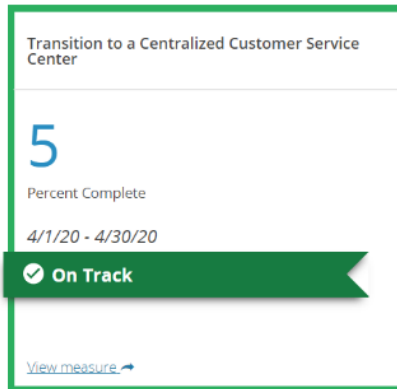 Transition to a Centralized Customer Service
Center
5
Percent Complete
4/1/20 - 4/30/20
On Track
View measure